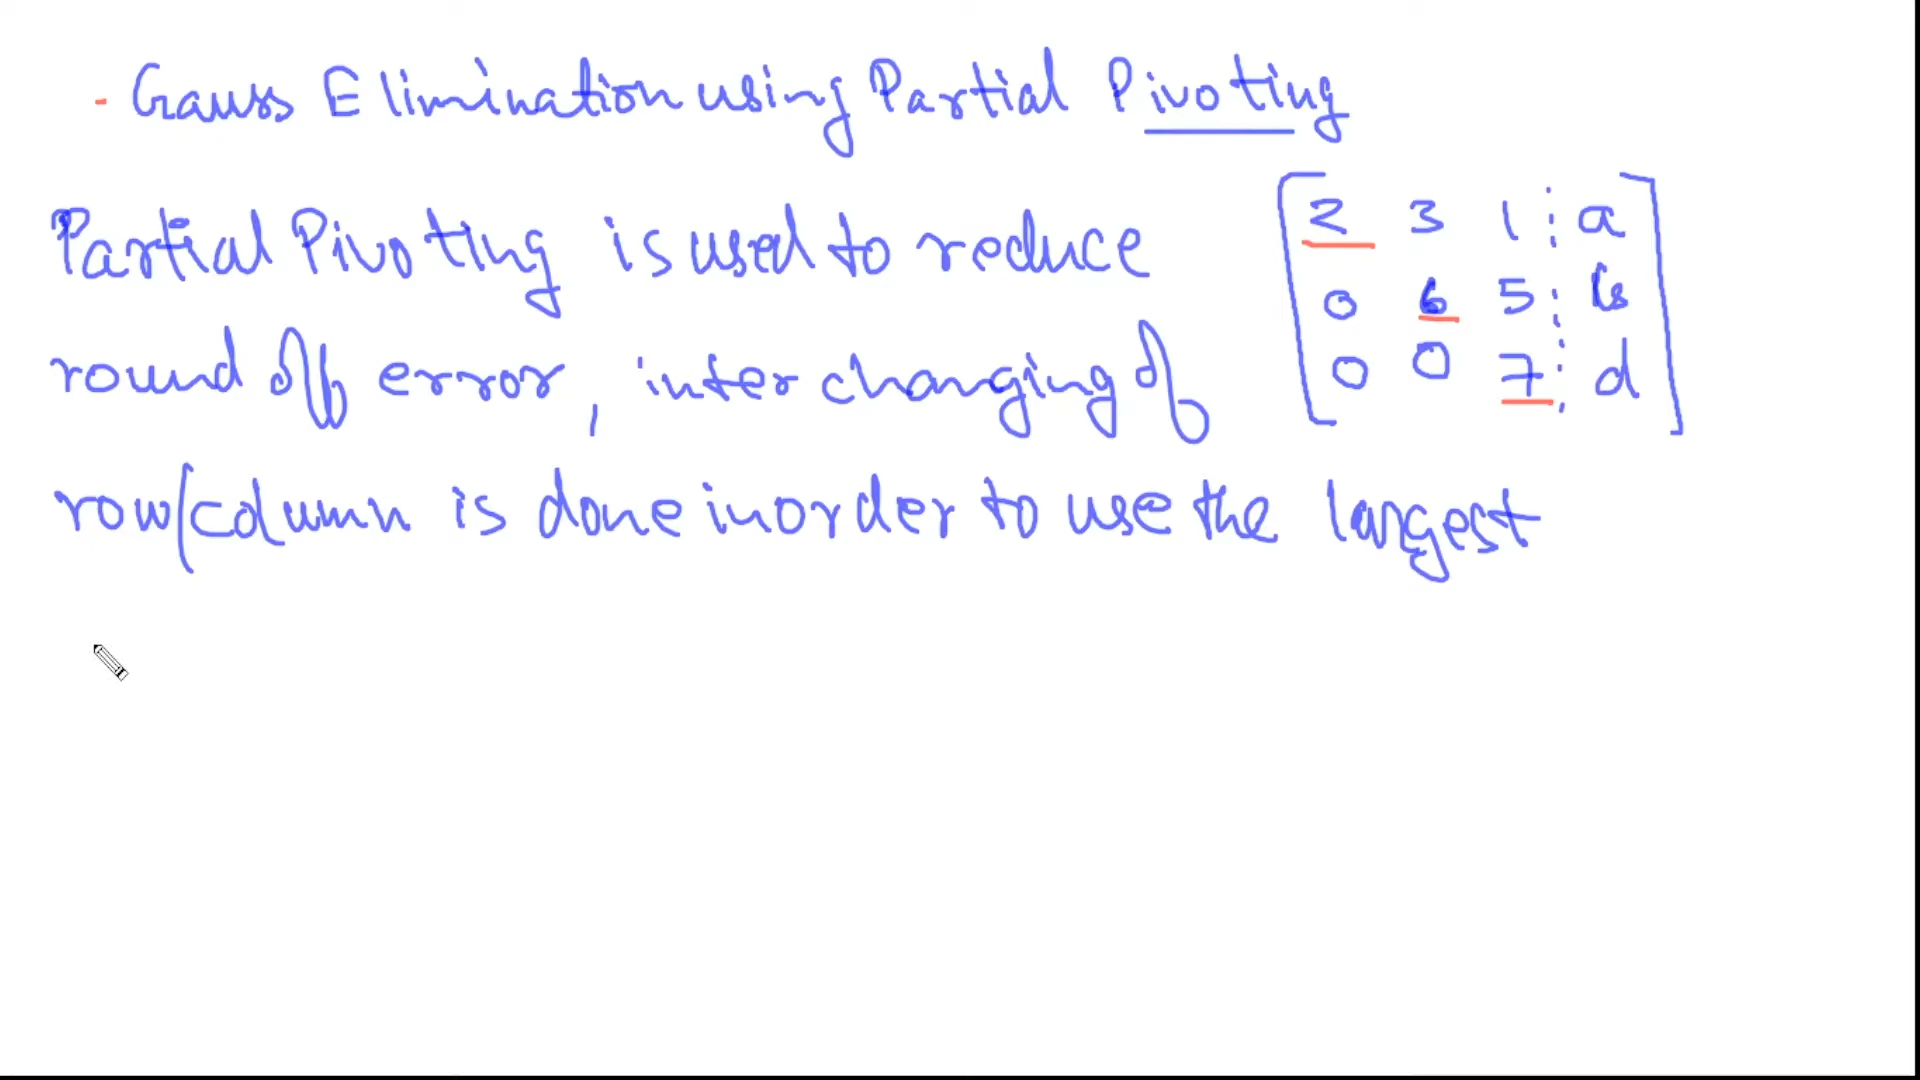 - Gauss Elimination using Partial Pivoting
Partial Pivoting is used to reduce
round off error, interchanging of
row/column is done inorder to use the largest
2 3 1 : a
0 6 5 : b
0 0 7 : d